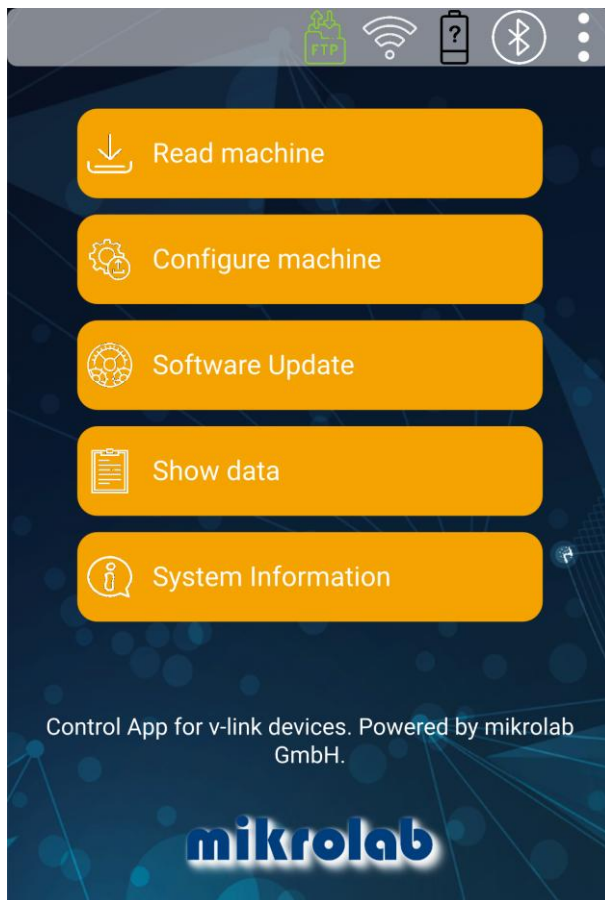 FTP
?
Read machine
Configure machine
Software Update
Show data
System Information
Control App for v-link devices. Powered by mikrolab
GmbH.
mikrolab